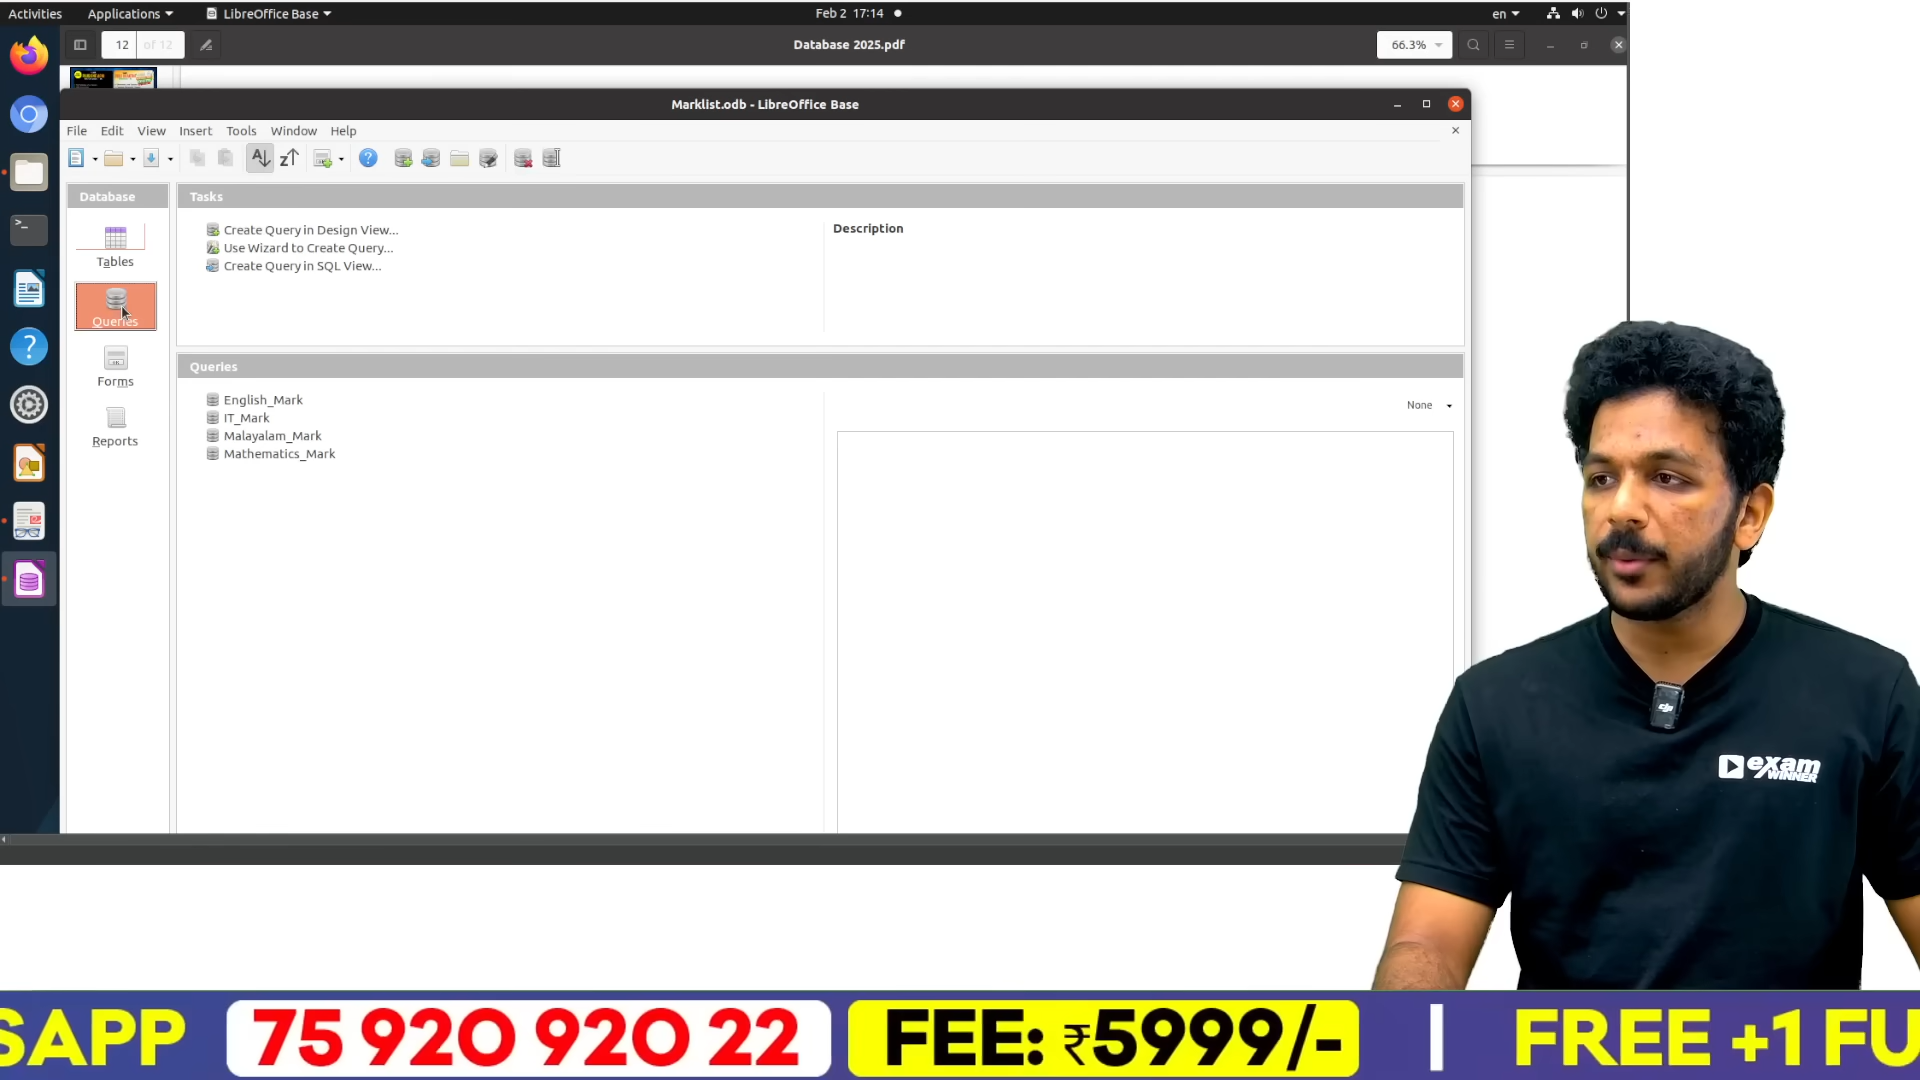 Activities Applications LibreOffice Base Feb 2 17:14 en
12 of 12 Database 2025.pdf 66.3%
Marklist.odb - LibreOffice Base
File Edit View Insert Tools Window Help
Database
Tables
Queries
Forms
Reports
Tasks
Create Query in Design View...
Use Wizard to Create Query...
Create Query in SQL View...
Description
Queries
English_Mark
IT_Mark
Malayalam_Mark
Mathematics_Mark
None
exam
WINNER
SAPP 75 920 920 22 FEE: ₹5999/- | FREE +1 FU